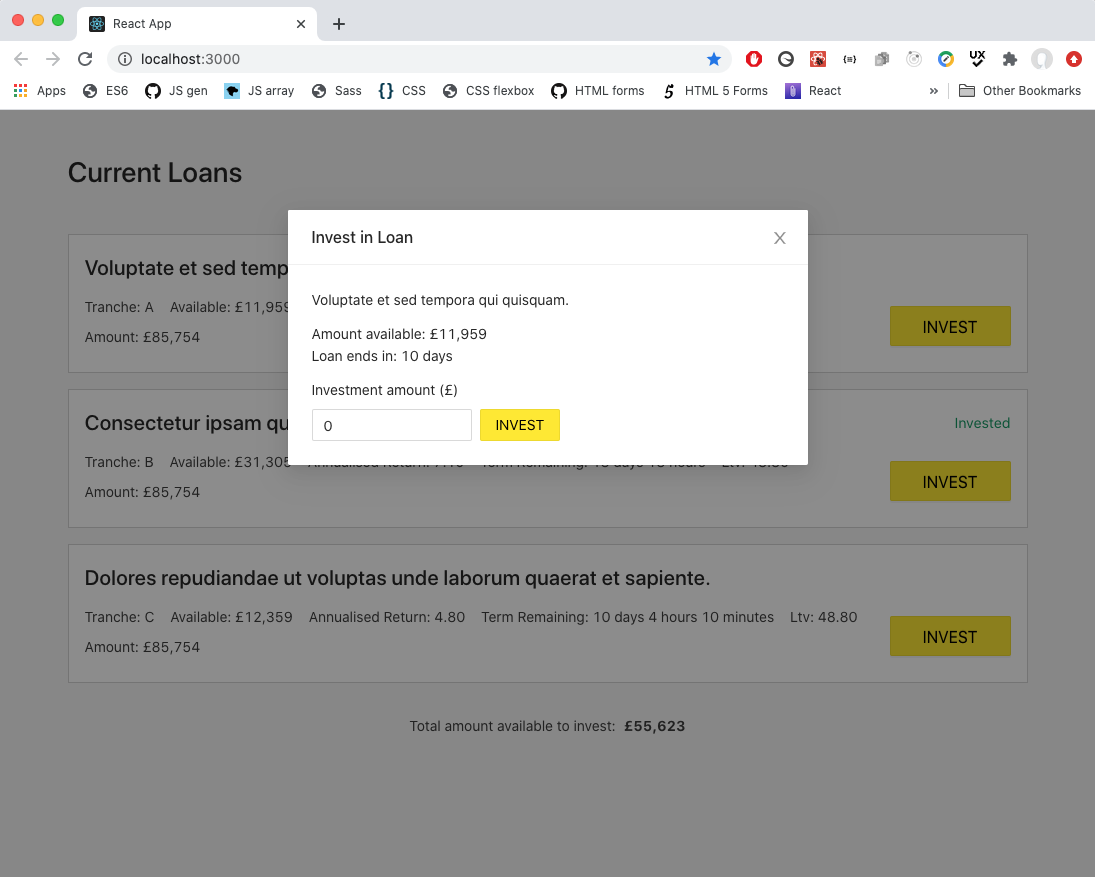 React App
localhost:3000
UX
Apps ES6 JS gen JS array Sass {} CSS CSS flexbox HTML forms 5 HTML 5 Forms React » Other Bookmarks
Current Loans
Invest in Loan X
Voluptate et sed temp
Voluptate et sed tempora qui quisquam.
Tranche: A Available: £11,959
Amount available: £11,959
INVEST
Amount: £85,754
Loan ends in: 10 days
Investment amount (£)
Consectetur ipsam qu
0 INVEST
Invested
Tranche: B Available: £31,305
INVEST
Amount: £85,754
Dolores repudiandae ut voluptas unde laborum quaerat et sapiente.
Tranche: C Available: £12,359 Annualised Return: 4.80 Term Remaining: 10 days 4 hours 10 minutes Ltv: 48.80
INVEST
Amount: £85,754
Total amount available to invest: £55,623